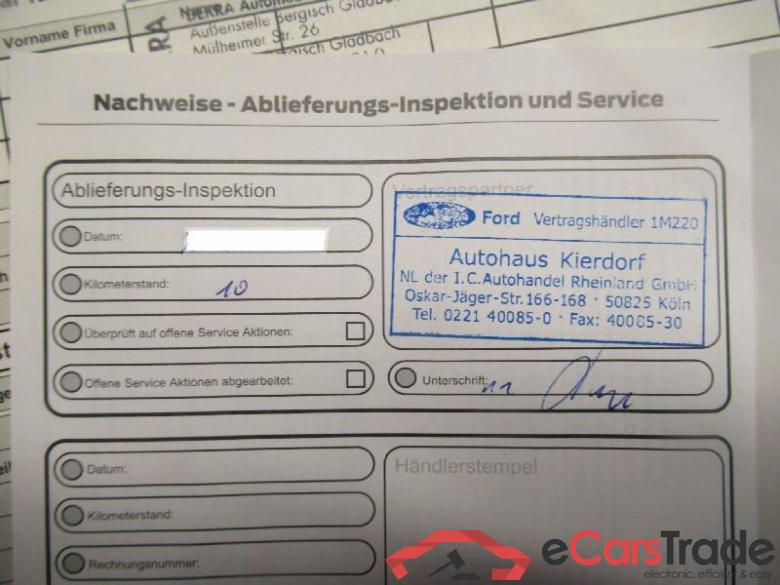 Vorname Firma
DEKRA Automo
Außenstelle Bergisch Gladbach
Mülheimer Str. 26
isch Gladbach
Nachweise - Ablieferungs-Inspektion und Service
Ablieferungs-Inspektion
Datum:
Kilometerstand: 10
Überprüft auf offene Service Aktionen:
Offene Service Aktionen abgearbeitet:
Vertragspartner
Ford Vertragshändler 1M220
Autohaus Kierdorf
NL der I.C.Autohandel Rheinland GmbH
Oskar-Jäger-Str. 166-168 · 50825 Köln
Tel. 0221 40085-0 · Fax: 40085-30
Unterschrift:
Datum:
Kilometerstand:
Rechnungsnummer:
Händlerstempel
eCarsTrade
electronic, efficient & easy